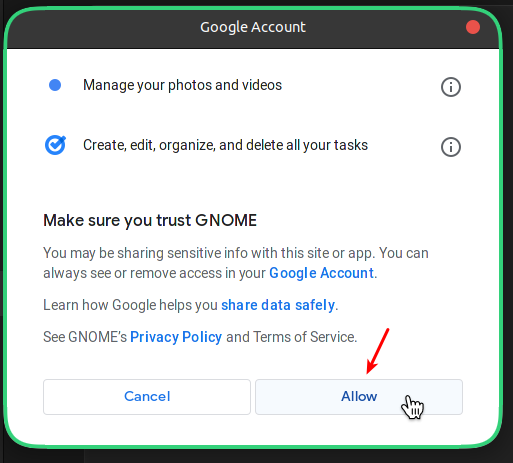 Google Account
Manage your photos and videos
Create, edit, organize, and delete all your tasks
Make sure you trust GNOME
You may be sharing sensitive info with this site or app. You can
always see or remove access in your Google Account.
Learn how Google helps you share data safely.
See GNOME's Privacy Policy and Terms of Service.
Cancel
Allow